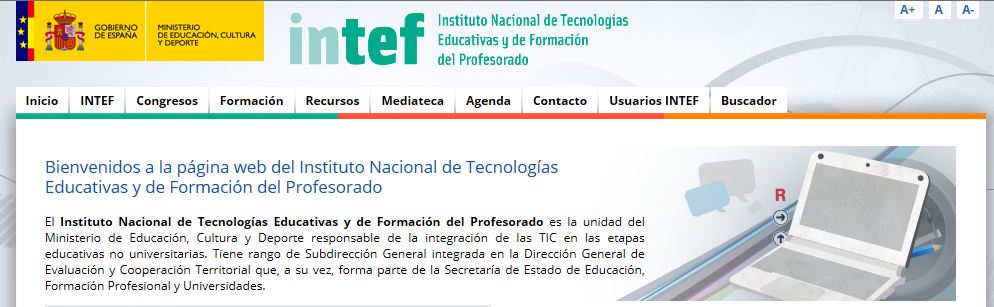 GOBIERNO
DE ESPAÑA
MINISTERIO
DE EDUCACIÓN, CULTURA
Y DEPORTE
intef
Instituto Nacional de Tecnologías
Educativas y de Formación
del Profesorado
A+ A A-
Inicio INTEF Congresos Formación Recursos Mediateca Agenda Contacto Usuarios INTEF Buscador
Bienvenidos a la página web del Instituto Nacional de Tecnologías
Educativas y de Formación del Profesorado
El Instituto Nacional de Tecnologías Educativas y de Formación del Profesorado es la unidad del
Ministerio de Educación, Cultura y Deporte responsable de la integración de las TIC en las etapas
educativas no universitarias. Tiene rango de Subdirección General integrada en la Dirección General de
Evaluación y Cooperación Territorial que, a su vez, forma parte de la Secretaría de Estado de Educación,
Formación Profesional y Universidades.
R